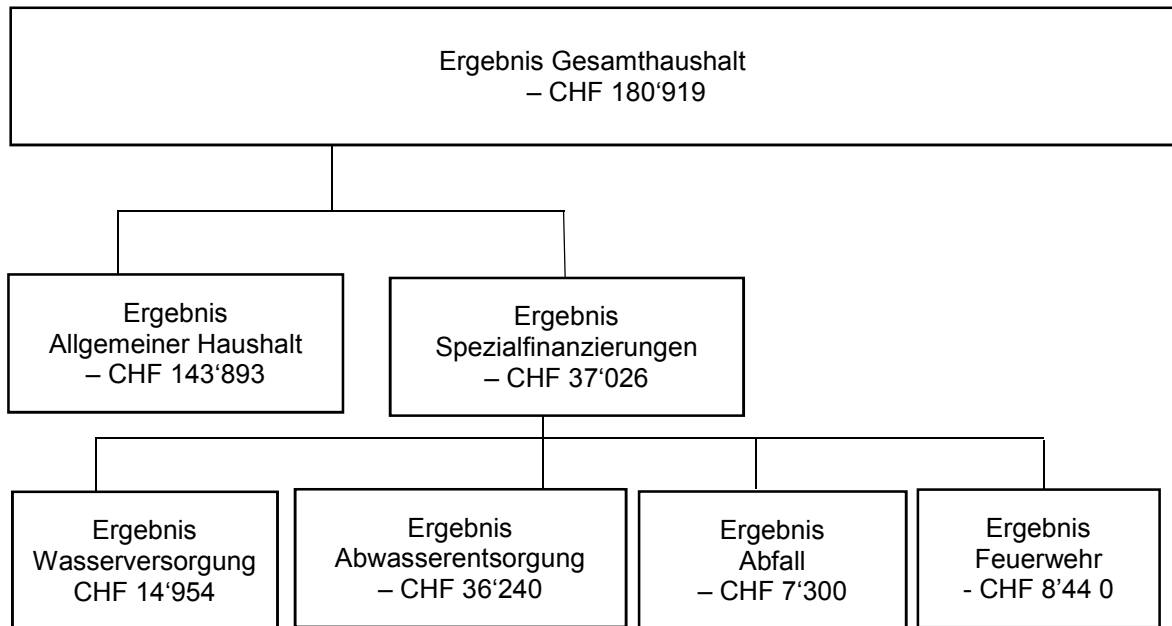 Ergebnis Gesamthaushalt
– CHF 180‘919
Ergebnis
Allgemeiner Haushalt
– CHF 143‘893
Ergebnis
Spezialfinanzierungen
– CHF 37‘026
Ergebnis
Wasserversorgung
CHF 14‘954
Ergebnis
Abwasserentsorgung
– CHF 36‘240
Ergebnis
Abfall
– CHF 7‘300
Ergebnis
Feuerwehr
- CHF 8’44 0